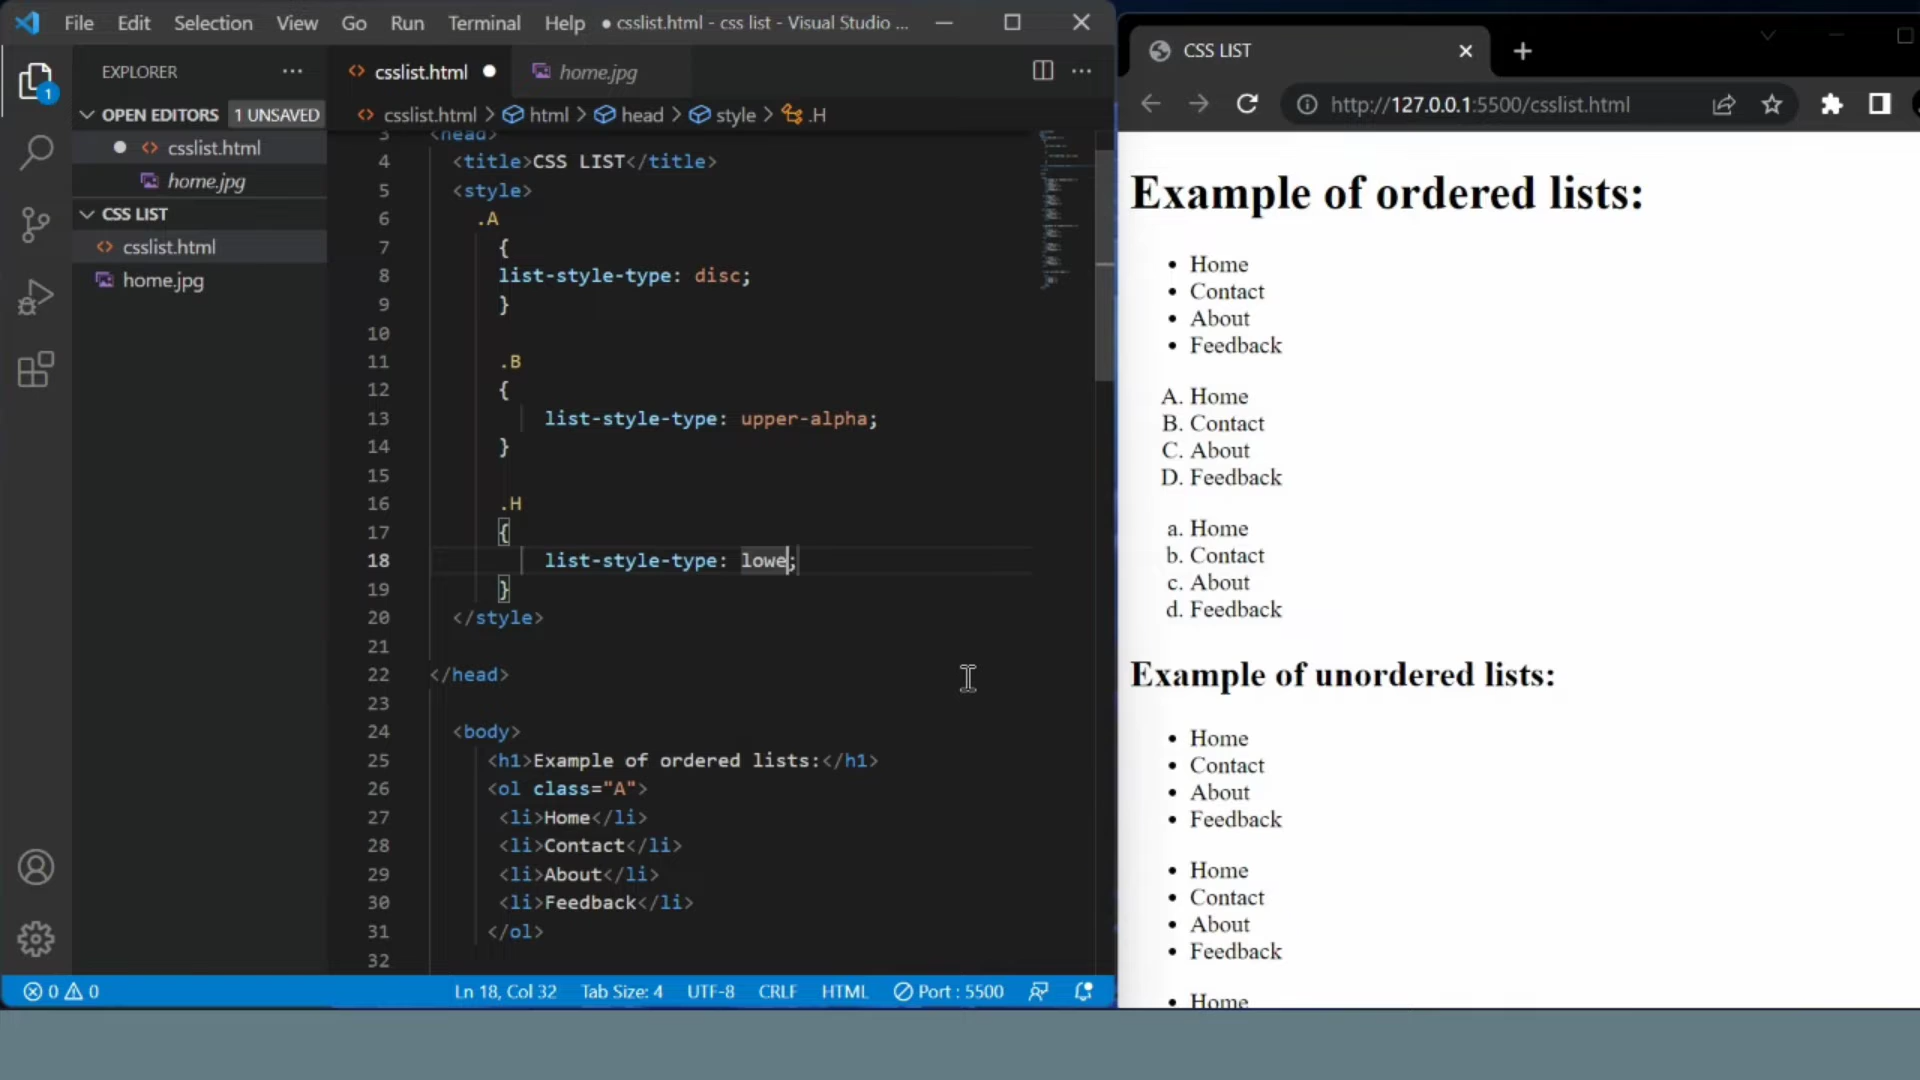 File Edit Selection View Go Run Terminal Help ● csslist.html - css list - Visual Studio ...
EXPLORER
OPEN EDITORS 1 UNSAVED
csslist.html
home.jpg
CSS LIST
csslist.html
home.jpg
1
csslist.html ● home.jpg
csslist.html > html > head > style > .H
3 <head>
4 <title>CSS LIST</title>
5 <style>
6 .A
7 {
8 list-style-type: disc;
9 }
10
11 .B
12 {
13 list-style-type: upper-alpha;
14 }
15
16 .H
17 {
18 list-style-type: lowe;
19 }
20 </style>
21
22 </head>
23
24 <body>
25 <h1>Example of ordered lists:</h1>
26 <ol class="A">
27 <li>Home</li>
28 <li>Contact</li>
29 <li>About</li>
30 <li>Feedback</li>
31 </ol>
32
0 0 Ln 18, Col 32 Tab Size: 4 UTF-8 CRLF HTML Port : 5500
CSS LIST
http://127.0.0.1:5500/csslist.html
Example of ordered lists:
• Home
• Contact
• About
• Feedback
A. Home
B. Contact
C. About
D. Feedback
a. Home
b. Contact
c. About
d. Feedback
Example of unordered lists:
• Home
• Contact
• About
• Feedback
• Home
• Contact
• About
• Feedback
• Home